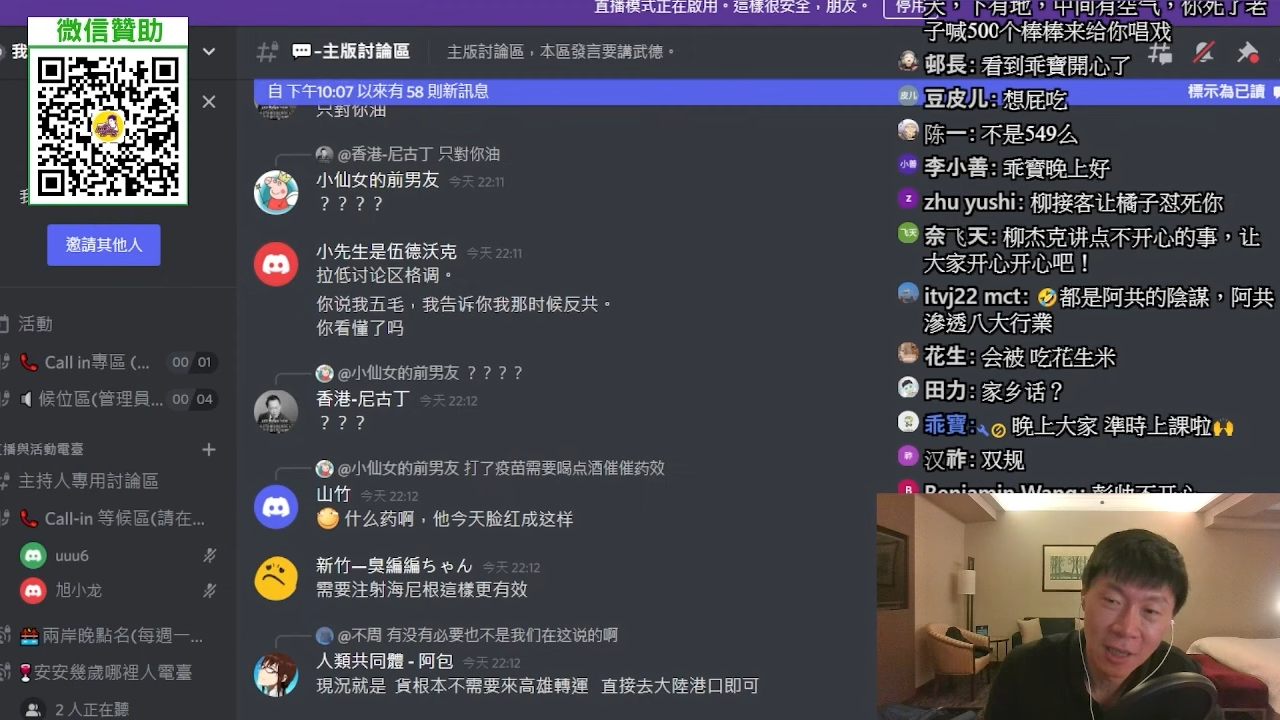 直播模式正在啟用。這樣很安全，朋友。
停用
微信贊助
我
💬-主版討論區
主版討論區，本區發言要講武德。
自 下午10:07 以來有 58 則新訊息
標示為已讀
邀請其他人
活動
Call in專區 (...
00 01
候位區(管理員...
00 04
直播與活動電臺
主持人專用討論區
Call-in 等候區(請在...
uuu6
旭小龙
兩岸晚點名(每週一...
安安幾歲哪裡人電臺
2 人正在聽
只對你油
@香港-尼古丁 只對你油
小仙女的前男友 今天 22:11
？？？？
小先生是伍德沃克 今天 22:11
拉低讨论区格调。
你说我五毛，我告诉你我那时候反共。
你看懂了吗
@小仙女的前男友 ？？？？
香港-尼古丁 今天 22:12
？？？
@小仙女的前男友 打了疫苗需要喝点酒催催药效
山竹 今天 22:12
什么药啊，他今天脸红成这样
新竹—臭編編ちゃん 今天 22:12
需要注射海尼根這樣更有效
@不周 有没有必要也不是我们在这说的啊
人類共同體 - 阿包 今天 22:12
現況就是 貨根本不需要來高雄轉運 直接去大陸港口即可
天，下有地，中间有空气，你死了老
子喊500个棒棒来给你唱戏
邨長: 看到乖寶開心了
豆皮儿: 想屁吃
陈一: 不是549么
李小善: 乖寶晚上好
zhu yushi: 柳接客让橘子怼死你
奈飞天: 柳杰克讲点不开心的事，让
大家开心开心吧！
itvj22 mct: 🤣都是阿共的陰謀，阿共
滲透八大行業
花生: 会被 吃花生米
田力: 家乡话？
乖寶: 晚上大家 準時上課啦🙌
汉祚: 双规
Benjamin Wang: 彭帅不开心